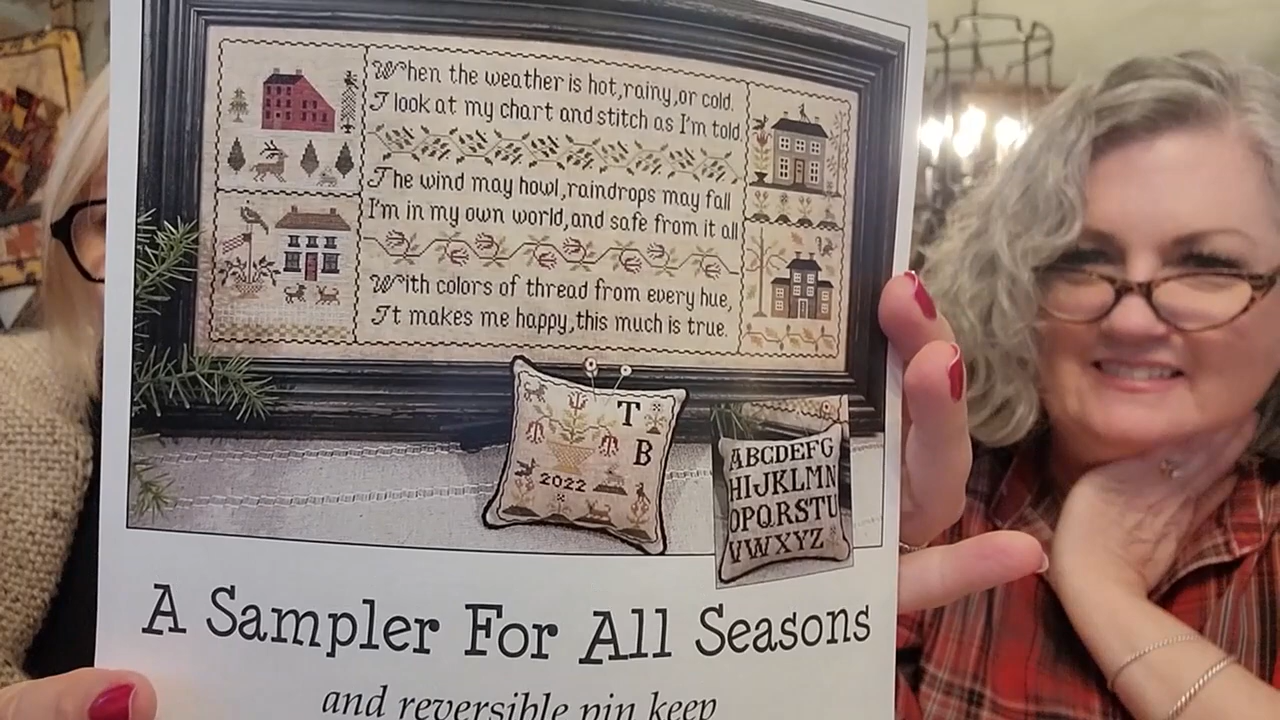 When the weather is hot, rainy, or cold.
I look at my chart and stitch as I'm told.
The wind may howl, raindrops may fall
I'm in my own world, and safe from it all
With colors of thread from every hue,
It makes me happy, this much is true.
T
B
2022
ABCDEFG
HIJKLMN
OPQRSTU
VWXYZ
A Sampler For All Seasons
and reversible pin keep